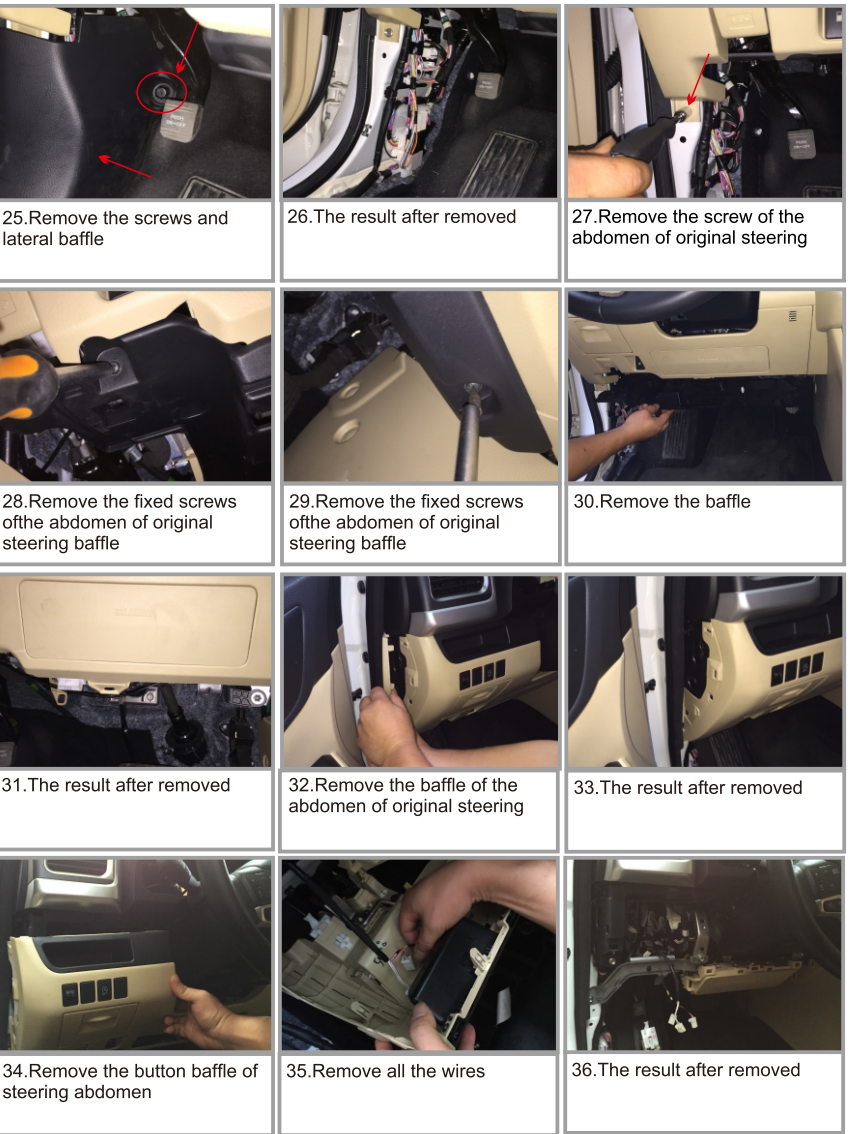 25.Remove the screws and
lateral baffle
26.The result after removed
27.Remove the screw of the
abdomen of original steering
28.Remove the fixed screws
ofthe abdomen of original
steering baffle
29.Remove the fixed screws
ofthe abdomen of original
steering baffle
30.Remove the baffle
31.The result after removed
32.Remove the baffle of the
abdomen of original steering
33.The result after removed
34.Remove the button baffle of
steering abdomen
35.Remove all the wires
36.The result after removed